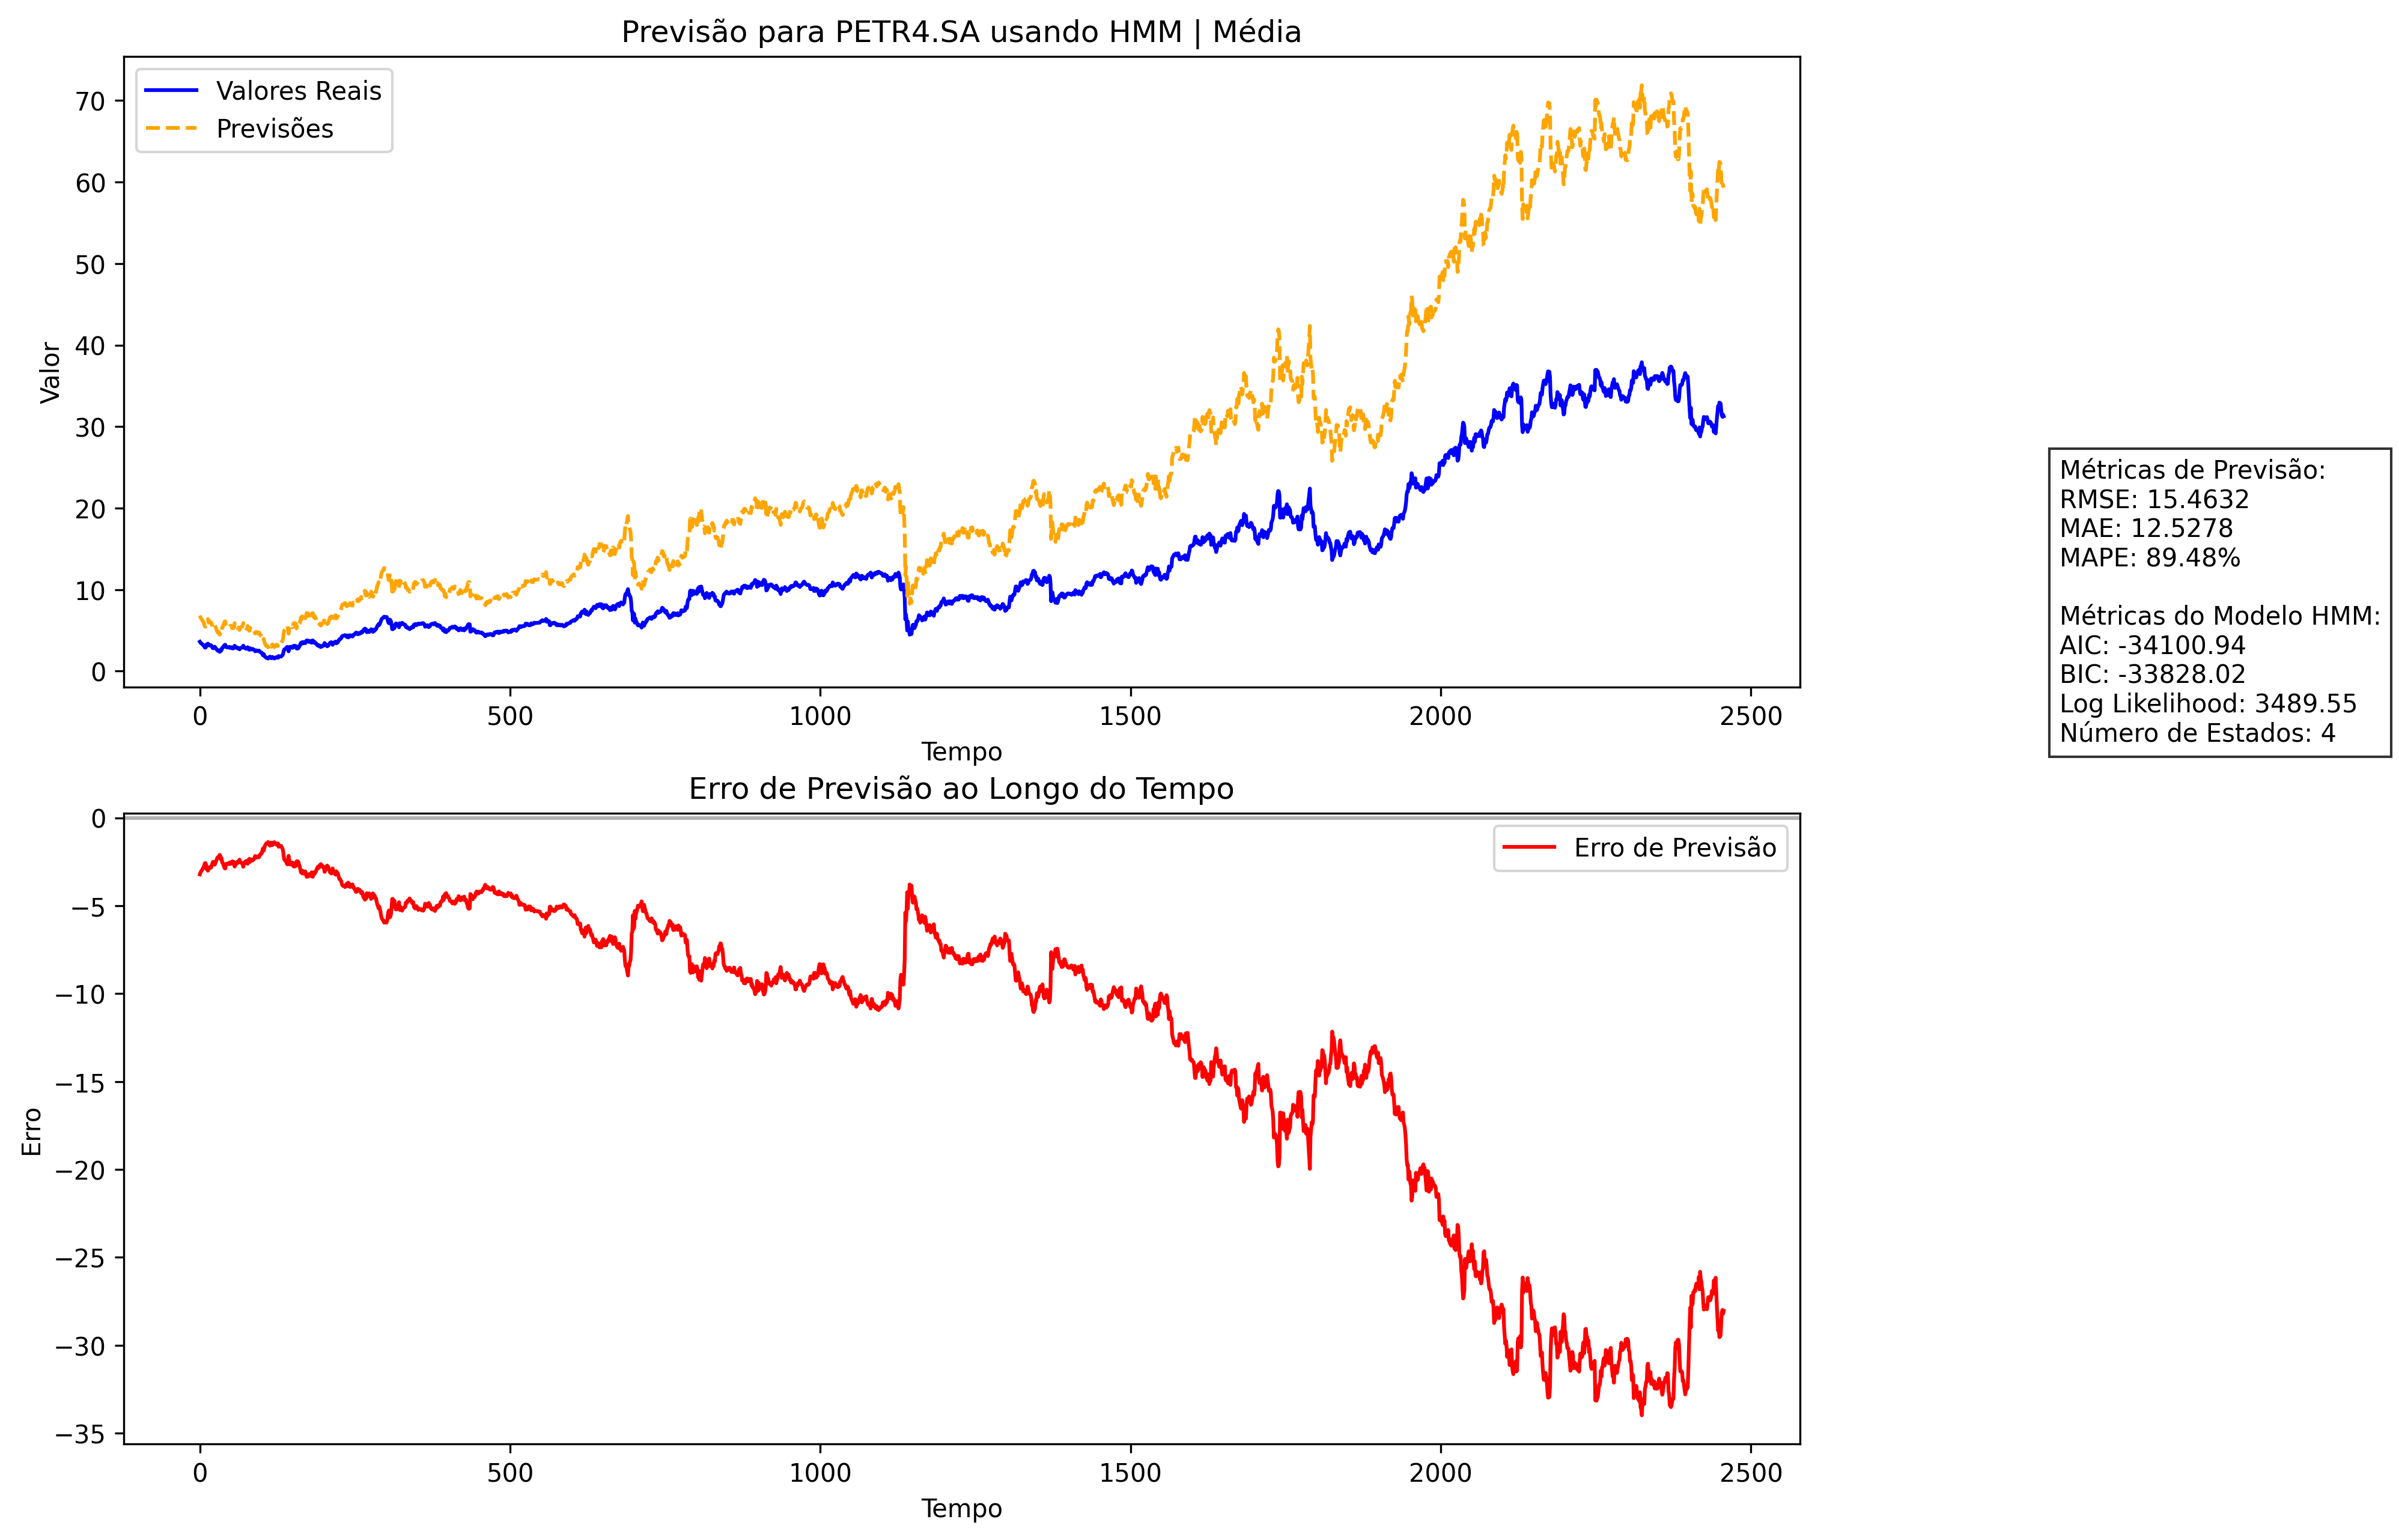 Previsão para PETR4.SA usando HMM | Média
Valores Reais
Previsões
Valor
70
60
50
40
30
20
10
0
0
500
1000
1500
2000
2500
Tempo
Métricas de Previsão:
RMSE: 15.4632
MAE: 12.5278
MAPE: 89.48%
Métricas do Modelo HMM:
AIC: -34100.94
BIC: -33828.02
Log Likelihood: 3489.55
Número de Estados: 4
Erro de Previsão ao Longo do Tempo
Erro de Previsão
Erro
0
−5
−10
−15
−20
−25
−30
−35
0
500
1000
1500
2000
2500
Tempo